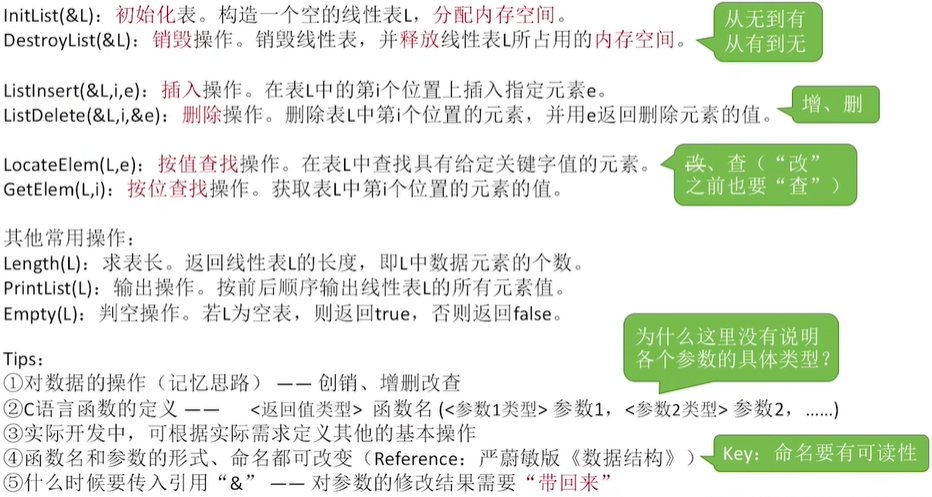 InitList(&L)：初始化表。构造一个空的线性表L，分配内存空间。
DestroyList(&L)：销毁操作。销毁线性表，并释放线性表L所占用的内存空间。
从无到有
从有到无
ListInsert(&L,i,e)：插入操作。在表L中的第i个位置上插入指定元素e。
ListDelete(&L,i,&e)：删除操作。删除表L中第i个位置的元素，并用e返回删除元素的值。
增、删
LocateElem(L,e)：按值查找操作。在表L中查找具有给定关键字值的元素。
GetElem(L,i)：按位查找操作。获取表L中第i个位置的元素的值。
改、查（“改”
之前也要“查”）
其他常用操作：
Length(L)：求表长。返回线性表L的长度，即L中数据元素的个数。
PrintList(L)：输出操作。按前后顺序输出线性表L的所有元素值。
Empty(L)：判空操作。若L为空表，则返回true，否则返回false。
为什么这里没有说明
各个参数的具体类型？
Tips：
①对数据的操作（记忆思路） —— 创销、增删改查
②C语言函数的定义 —— <返回值类型> 函数名 (<参数1类型> 参数1，<参数2类型> 参数2，……)
③实际开发中，可根据实际需求定义其他的基本操作
④函数名和参数的形式、命名都可改变（Reference：严蔚敏版《数据结构》）
Key：命名要有可读性
⑤什么时候要传入引用“&” —— 对参数的修改结果需要“带回来”